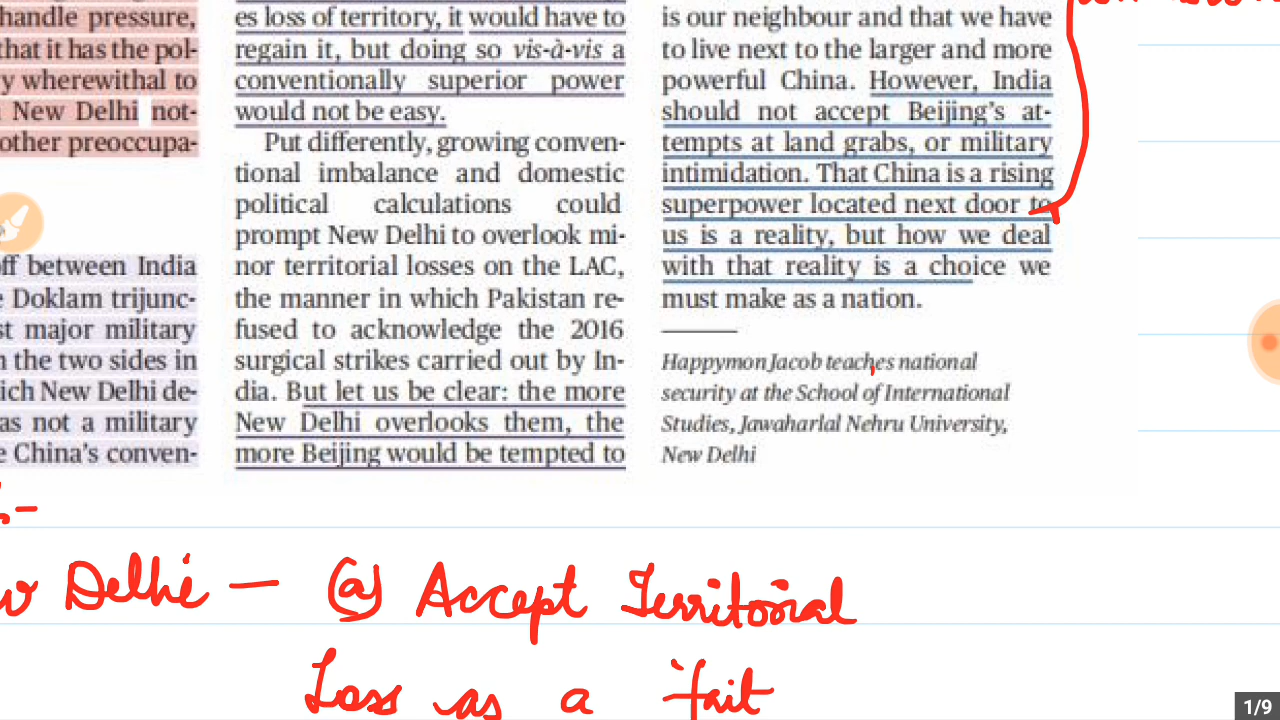 handle pressure,
that it has the pol-
y wherewithal to
New Delhi not-
other preoccupa-
ff between India
e Doklam trijunc-
st major military
n the two sides in
ich New Delhi de-
as not a military
e China's conven-
es loss of territory, it would have to
regain it, but doing so vis-à-vis a
conventionally superior power
would not be easy.
Put differently, growing conven-
tional imbalance and domestic
political calculations could
prompt New Delhi to overlook mi-
nor territorial losses on the LAC,
the manner in which Pakistan re-
fused to acknowledge the 2016
surgical strikes carried out by In-
dia. But let us be clear: the more
New Delhi overlooks them, the
more Beijing would be tempted to
is our neighbour and that we have
to live next to the larger and more
powerful China. However, India
should not accept Beijing's at-
tempts at land grabs, or military
intimidation. That China is a rising
superpower located next door to
us is a reality, but how we deal
with that reality is a choice we
must make as a nation.
Happymon Jacob teaches national
security at the School of International
Studies, Jawaharlal Nehru University,
New Delhi
w Delhi — (a) Accept Territorial
Loss as a fait
1/9